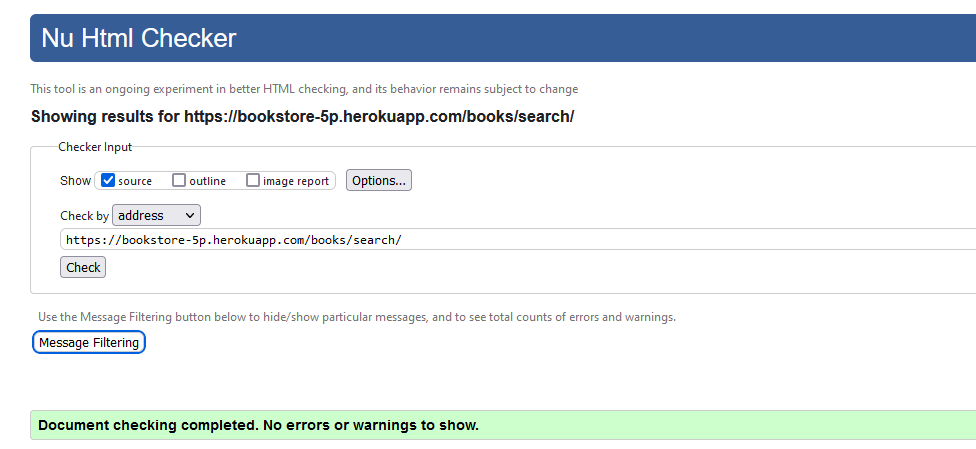 Nu Html Checker
This tool is an ongoing experiment in better HTML checking, and its behavior remains subject to change
Showing results for https://bookstore-5p.herokuapp.com/books/search/
Checker Input
Show source outline image report Options...
Check by address
https://bookstore-5p.herokuapp.com/books/search/
Check
Use the Message Filtering button below to hide/show particular messages, and to see total counts of errors and warnings.
Message Filtering
Document checking completed. No errors or warnings to show.